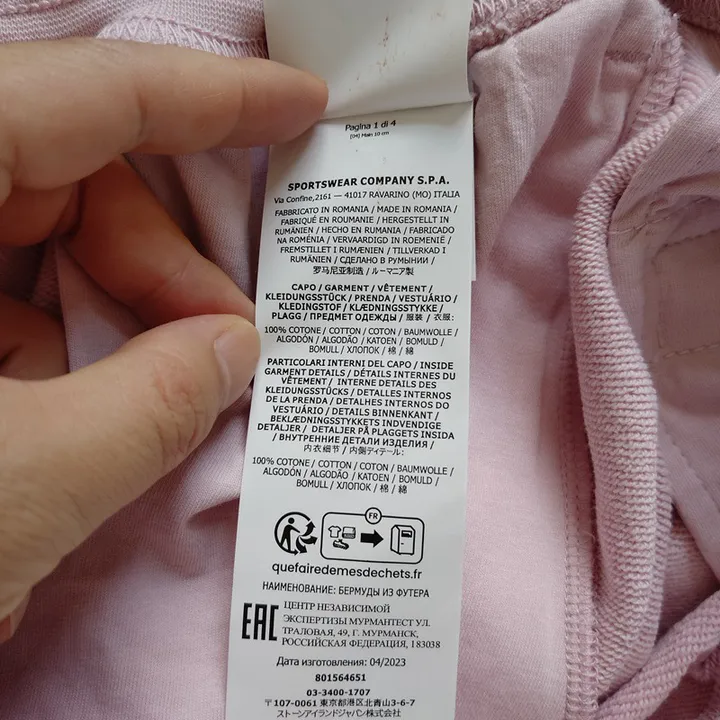 Pagina 1 di 4
[04] Main 10 cm
SPORTSWEAR COMPANY S.P.A.
Via Confine,2161 — 41017 RAVARINO (MO) ITALIA
FABBRICATO IN ROMANIA / MADE IN ROMANIA /
FABRIQUÉ EN ROUMANIE / HERGESTELLT IN
RUMÄNIEN / HECHO EN RUMANIA / FABRICADO
NA ROMÉNIA / VERVAARDIGD IN ROEMENIË /
FREMSTILLET I RUMÆNIEN / TILLVERKAD I
RUMÄNIEN / СДЕЛАНО В РУМЫНИИ /
罗马尼亚制造 / ルーマニア製
CAPO / GARMENT / VÊTEMENT /
KLEIDUNGSSTÜCK / PRENDA / VESTUÁRIO /
KLEDINGSTOF / KLÆDNINGSSTYKKE /
PLAGG / ПРЕДМЕТ ОДЕЖДЫ / 服装 / 衣服:
100% COTONE / COTTON / COTON / BAUMWOLLE /
ALGODÓN / ALGODÃO / KATOEN / BOMULD /
BOMULL / ХЛОПОК / 棉 / 綿
PARTICOLARI INTERNI DEL CAPO / INSIDE
GARMENT DETAILS / DÉTAILS INTERNES DU
VÊTEMENT / INTERNE DETAILS DES
KLEIDUNGSSTÜCKS / DETALLES INTERNOS
DE LA PRENDA / DETALHES INTERNOS DO
VESTUÁRIO / DETAILS BINNENKANT /
BEKLÆDNINGSSTYKKETS INDVENDIGE
DETALJER / DETALJER PÅ PLAGGETS INSIDA
/ ВНУТРЕННИЕ ДЕТАЛИ ИЗДЕЛИЯ /
内衣细节 / 内側ディテール:
100% COTONE / COTTON / COTON / BAUMWOLLE /
ALGODÓN / ALGODÃO / KATOEN / BOMULD /
BOMULL / ХЛОПОК / 棉 / 綿
FR
quefairedemesdechets.fr
НАИМЕНОВАНИЕ: БЕРМУДЫ ИЗ ФУТЕРА
EAC
ЦЕНТР НЕЗАВИСИМОЙ
ЭКСПЕРТИЗЫ МУРМАНТЕСТ УЛ.
ТРАЛОВАЯ, 49, Г. МУРМАНСК,
РОССИЙСКАЯ ФЕДЕРАЦИЯ, 183038
Дата изготовления: 04/2023
801564651
03-3400-1707
〒107-0061 東京都港区北青山3-6-7
ストーンアイランドジャパン株式会社